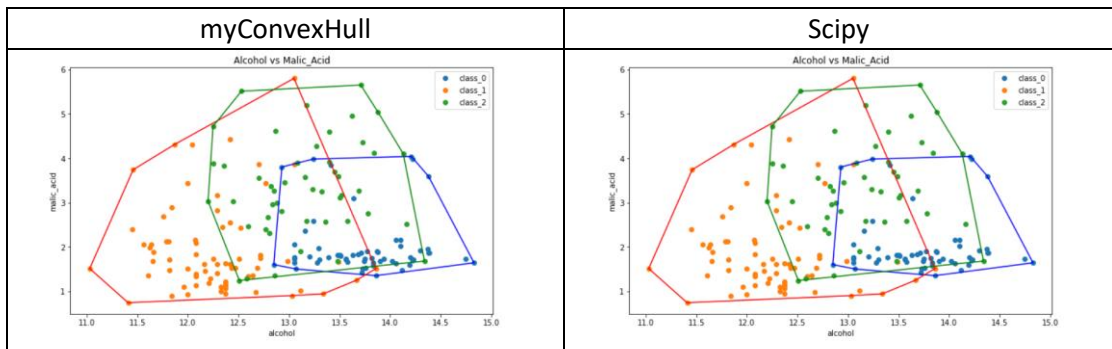 myConvexHull
Scipy
Alcohol vs Malic_Acid
class_0
class_1
class_2
6
5
4
3
2
1
malic_acid
11.0 11.5 12.0 12.5 13.0 13.5 14.0 14.5 15.0
alcohol
Alcohol vs Malic_Acid
class_0
class_1
class_2
6
5
4
3
2
1
malic_acid
11.0 11.5 12.0 12.5 13.0 13.5 14.0 14.5 15.0
alcohol